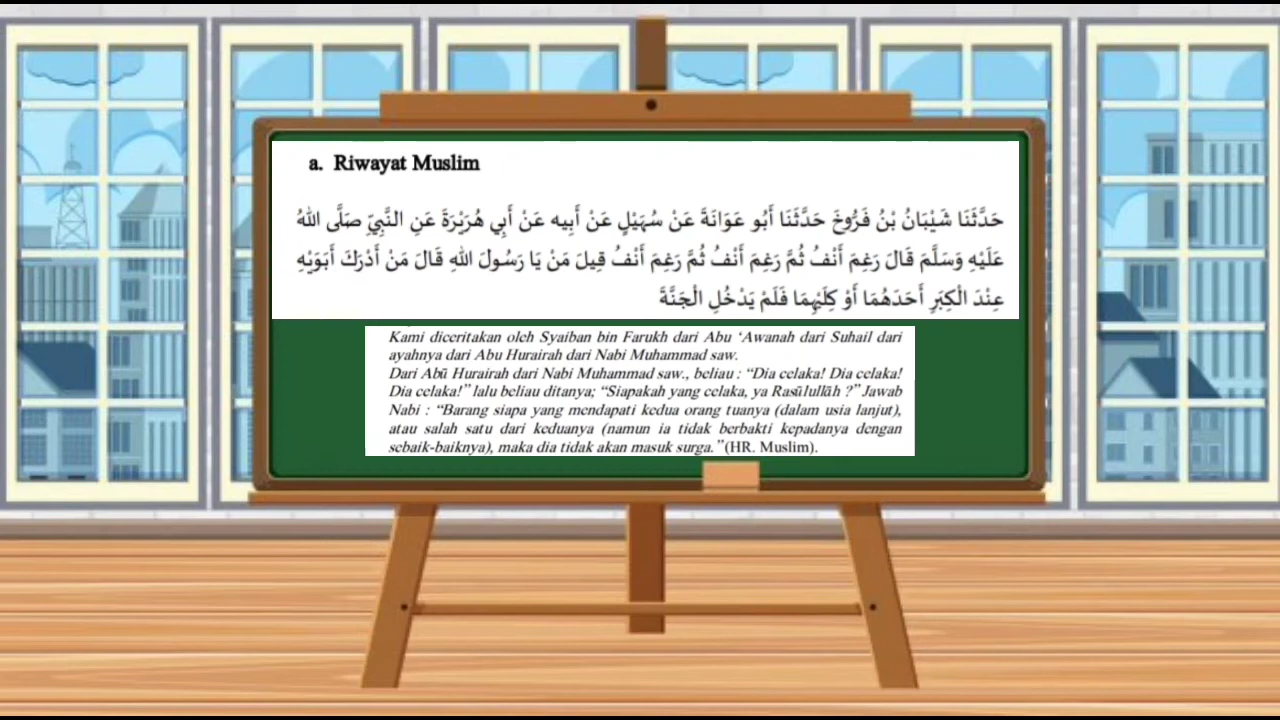 a. Riwayat Muslim
حَدَّثَنَا شَيْبَانُ بْنُ فَرُّوخَ حَدَّثَنَا أَبُو عَوَانَةَ عَنْ سُهَيْلٍ عَنْ أَبِيه عَنْ أَبِي هُرَيْرَةَ عَنِ النَّبِيِّ صَلَّى اللهُ
عَلَيْهِ وَسَلَّمَ قَالَ رَغِمَ أَنْفُ ثُمَّ رَغِمَ أَنْفُ ثُمَّ رَغِمَ أَنْفُ قِيلَ مَنْ يَا رَسُولَ اللهِ قَالَ مَنْ أَدْرَكَ أَبَوَيْهِ
عِنْدَ الْكِبَرِ أَحَدَهُمَا أَوْ كِلَيْهِمَا فَلَمْ يَدْخُلِ الْجَنَّةَ
Kami diceritakan oleh Syaiban bin Farukh dari Abu ‘Awanah dari Suhail dari
ayahnya dari Abu Hurairah dari Nabi Muhammad saw.
Dari Abū Hurairah dari Nabi Muhammad saw., beliau : “Dia celaka! Dia celaka!
Dia celaka!” lalu beliau ditanya; “Siapakah yang celaka, ya Rasūlullāh ?” Jawab
Nabi : “Barang siapa yang mendapati kedua orang tuanya (dalam usia lanjut),
atau salah satu dari keduanya (namun ia tidak berbakti kepadanya dengan
sebaik-baiknya), maka dia tidak akan masuk surga.” (HR. Muslim).